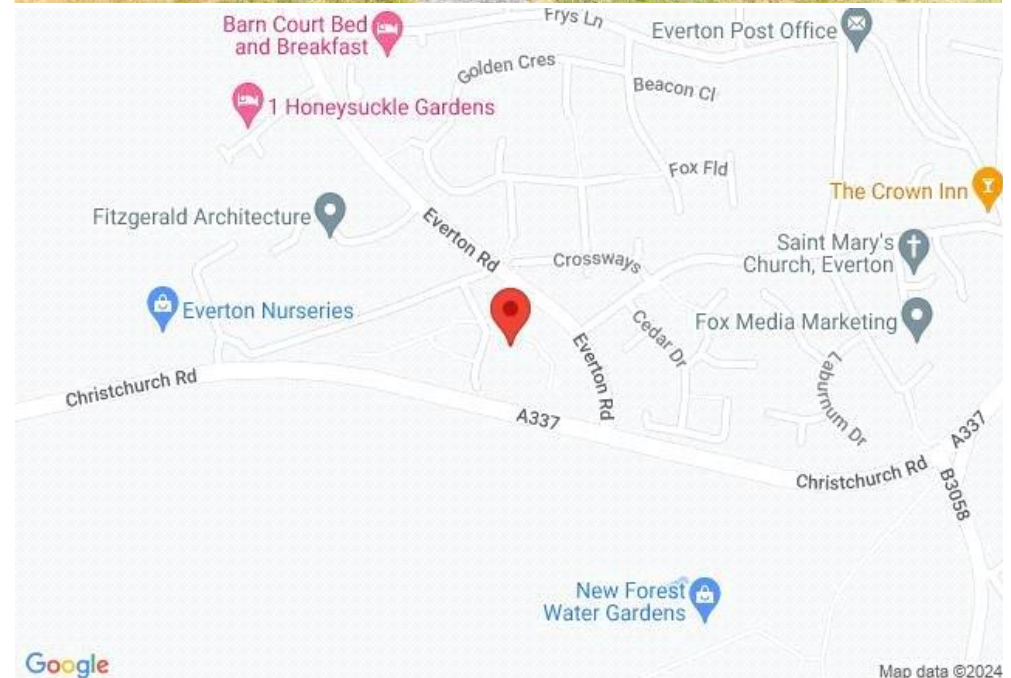 Barn Court Bed
and Breakfast
Frys Ln
Everton Post Office
Golden Cres
Beacon Cl
1 Honeysuckle Gardens
Fox Fld
The Crown Inn
Fitzgerald Architecture
Everton Rd
Crossways
Saint Mary's
Church, Everton
Everton Nurseries
Cedar Dr
Fox Media Marketing
Everton Rd
Laburnum Dr
Christchurch Rd
A337
A337
Christchurch Rd
B3058
New Forest
Water Gardens
Google
Map data ©2024